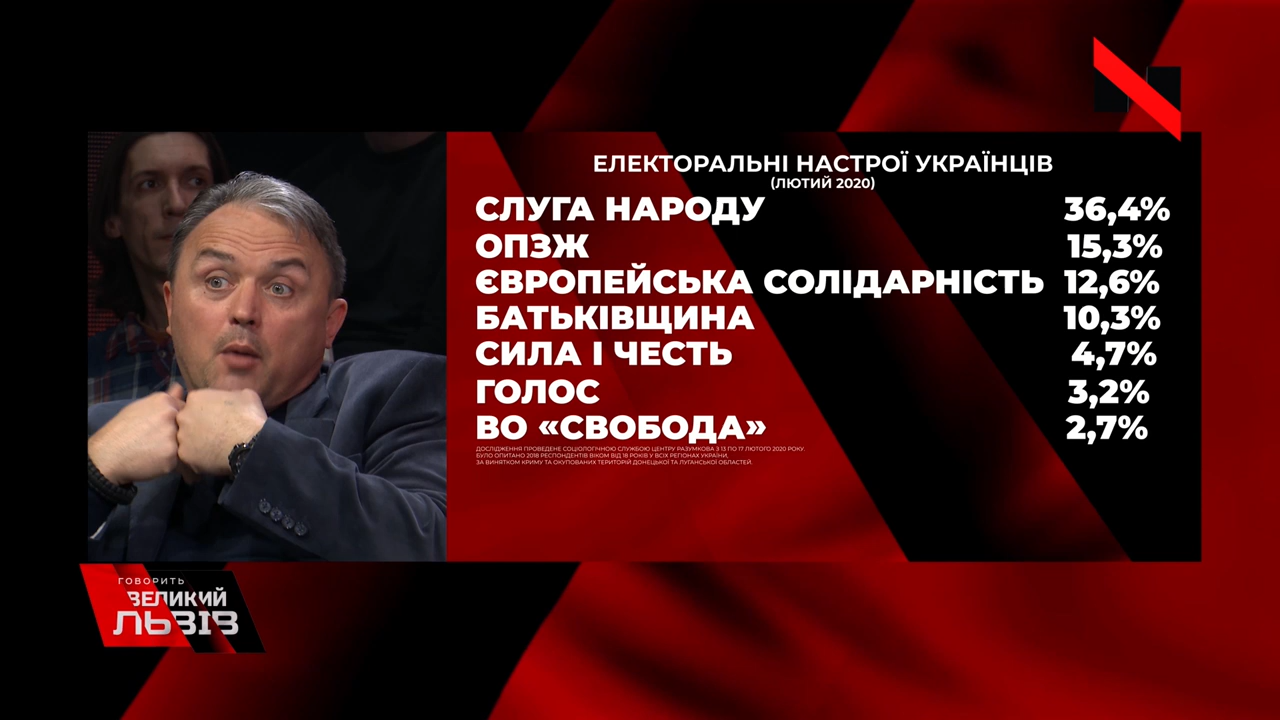 ЕЛЕКТОРАЛЬНІ НАСТРОЇ УКРАЇНЦІВ
(ЛЮТИЙ 2020)
СЛУГА НАРОДУ 36,4%
ОПЗЖ 15,3%
ЄВРОПЕЙСЬКА СОЛІДАРНІСТЬ 12,6%
БАТЬКІВЩИНА 10,3%
СИЛА І ЧЕСТЬ 4,7%
ГОЛОС 3,2%
ВО «СВОБОДА» 2,7%
ДОСЛІДЖЕННЯ ПРОВЕДЕНЕ СОЦІОЛОГІЧНОЮ СЛУЖБОЮ ЦЕНТРУ РАЗУМКОВА З 13 ПО 17 ЛЮТОГО 2020 РОКУ.
БУЛО ОПИТАНО 2018 РЕСПОНДЕНТІВ ВІКОМ ВІД 18 РОКІВ У ВСІХ РЕГІОНАХ УКРАЇНИ,
ЗА ВИНЯТКОМ КРИМУ ТА ОКУПОВАНИХ ТЕРИТОРІЙ ДОНЕЦЬКОЇ ТА ЛУГАНСЬКОЇ ОБЛАСТЕЙ.
ГОВОРИТЬ
ВЕЛИКИЙ
ЛЬВІВ